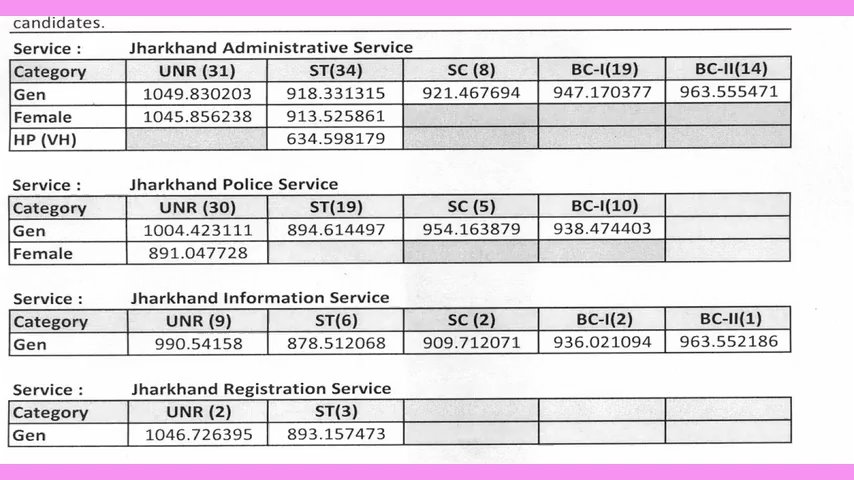 candidates.
Service : Jharkhand Administrative Service
Category UNR (31) ST(34) SC (8) BC-I(19) BC-II(14)
Gen 1049.830203 918.331315 921.467694 947.170377 963.555471
Female 1045.856238 913.525861
HP (VH) 634.598179
Service : Jharkhand Police Service
Category UNR (30) ST(19) SC (5) BC-I(10)
Gen 1004.423111 894.614497 954.163879 938.474403
Female 891.047728
Service : Jharkhand Information Service
Category UNR (9) ST(6) SC (2) BC-I(2) BC-II(1)
Gen 990.54158 878.512068 909.712071 936.021094 963.552186
Service : Jharkhand Registration Service
Category UNR (2) ST(3)
Gen 1046.726395 893.157473